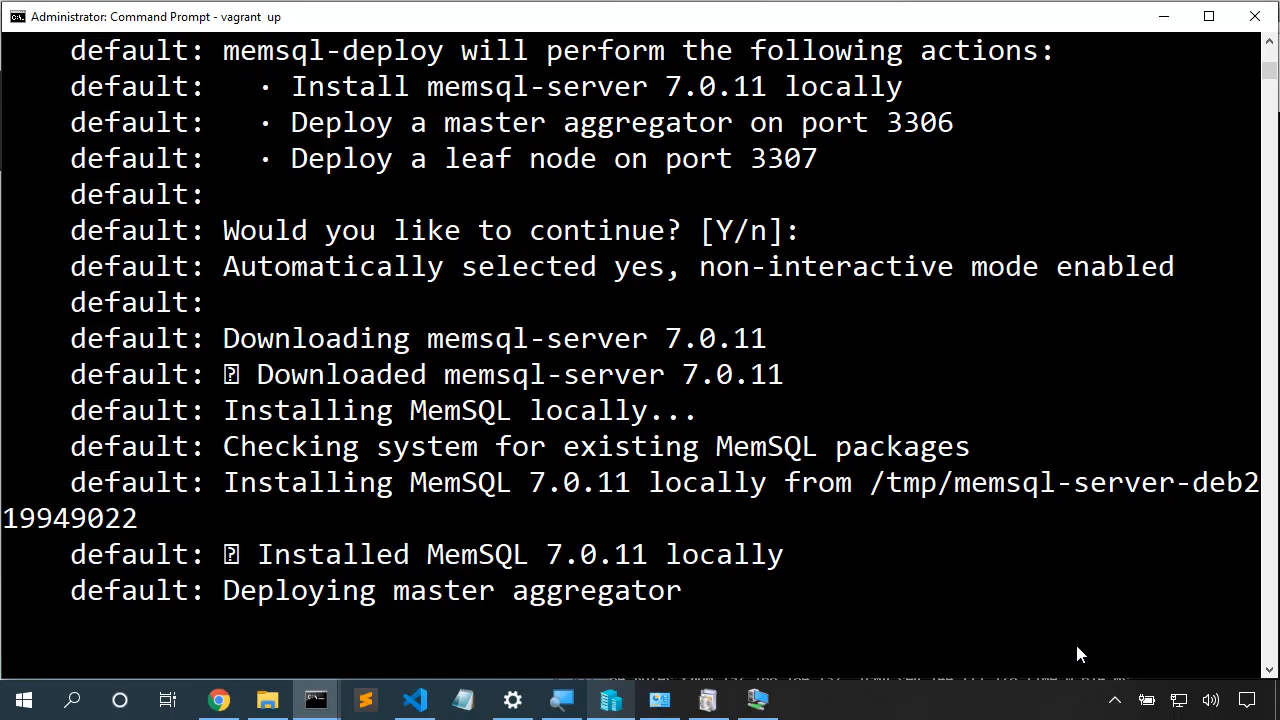 Administrator: Command Prompt - vagrant  up
default: memsql-deploy will perform the following actions:
default:   · Install memsql-server 7.0.11 locally
default:   · Deploy a master aggregator on port 3306
default:   · Deploy a leaf node on port 3307
default:
default: Would you like to continue? [Y/n]:
default: Automatically selected yes, non-interactive mode enabled
default:
default: Downloading memsql-server 7.0.11
default: ⍰ Downloaded memsql-server 7.0.11
default: Installing MemSQL locally...
default: Checking system for existing MemSQL packages
default: Installing MemSQL 7.0.11 locally from /tmp/memsql-server-deb2
19949022
default: ⍰ Installed MemSQL 7.0.11 locally
default: Deploying master aggregator